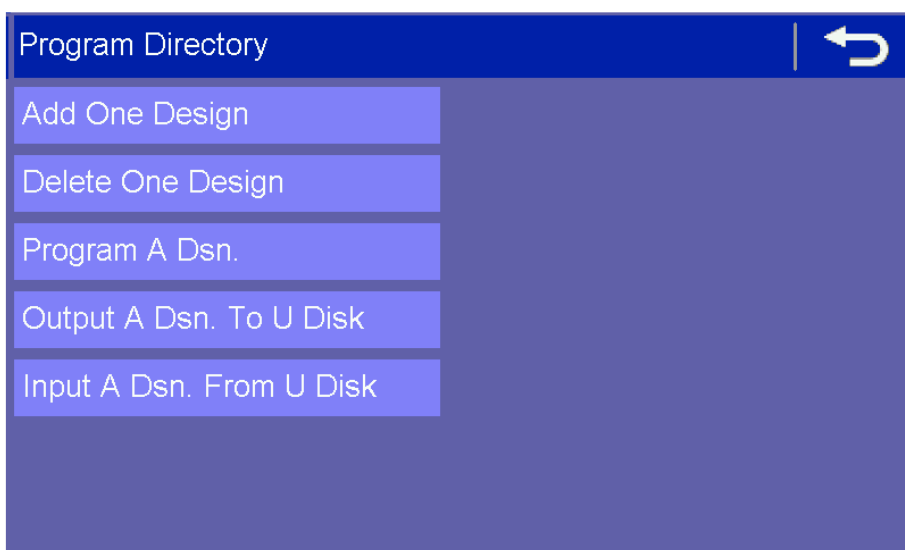 Program Directory
Add One Design
Delete One Design
Program A Dsn.
Output A Dsn. To U Disk
Input A Dsn. From U Disk